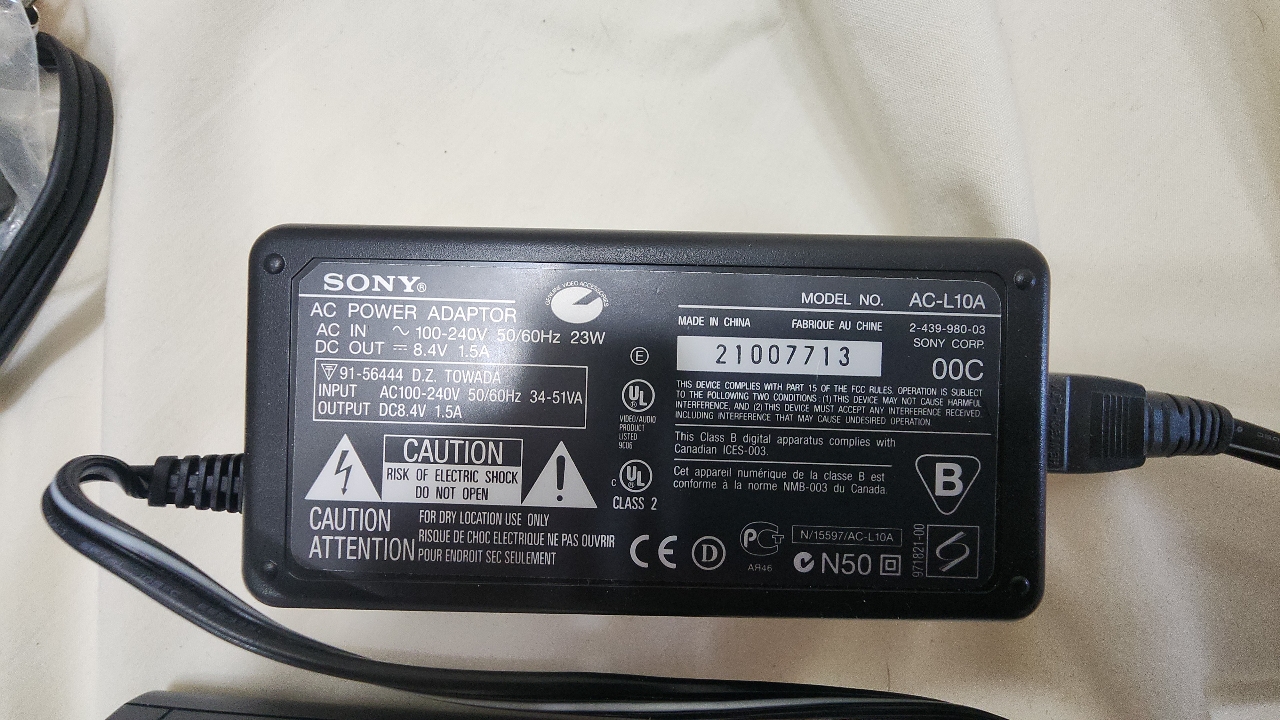 SONY®
AC POWER ADAPTOR
AC IN ~ 100-240V 50/60Hz 23W
DC OUT ⎓ 8.4V 1.5A
GENUINE VIDEO ACCESSORIES
91-56444 D.Z. TOWADA
INPUT AC100-240V 50/60Hz 34-51VA
OUTPUT DC8.4V 1.5A
CAUTION
RISK OF ELECTRIC SHOCK
DO NOT OPEN
CAUTION FOR DRY LOCATION USE ONLY
ATTENTION RISQUE DE CHOC ELECTRIQUE NE PAS OUVRIR
POUR ENDROIT SEC SEULEMENT
E
UL
VIDEO/AUDIO
PRODUCT
LISTED
9C06
C UL
CLASS 2
MODEL NO. AC-L10A
MADE IN CHINA FABRIQUE AU CHINE
2-439-980-03
SONY CORP.
21007713
00C
THIS DEVICE COMPLIES WITH PART 15 OF THE FCC RULES. OPERATION IS SUBJECT
TO THE FOLLOWING TWO CONDITIONS: (1) THIS DEVICE MAY NOT CAUSE HARMFUL
INTERFERENCE, AND (2) THIS DEVICE MUST ACCEPT ANY INTERFERENCE RECEIVED,
INCLUDING INTERFERENCE THAT MAY CAUSE UNDESIRED OPERATION.
This Class B digital apparatus complies with
Canadian ICES-003.
Cet appareil numérique de la classe B est
conforme à la norme NMB-003 du Canada.
B
CE
D
РСТ
АЯ46
N/15597/AC-L10A
N50
971821-00
S